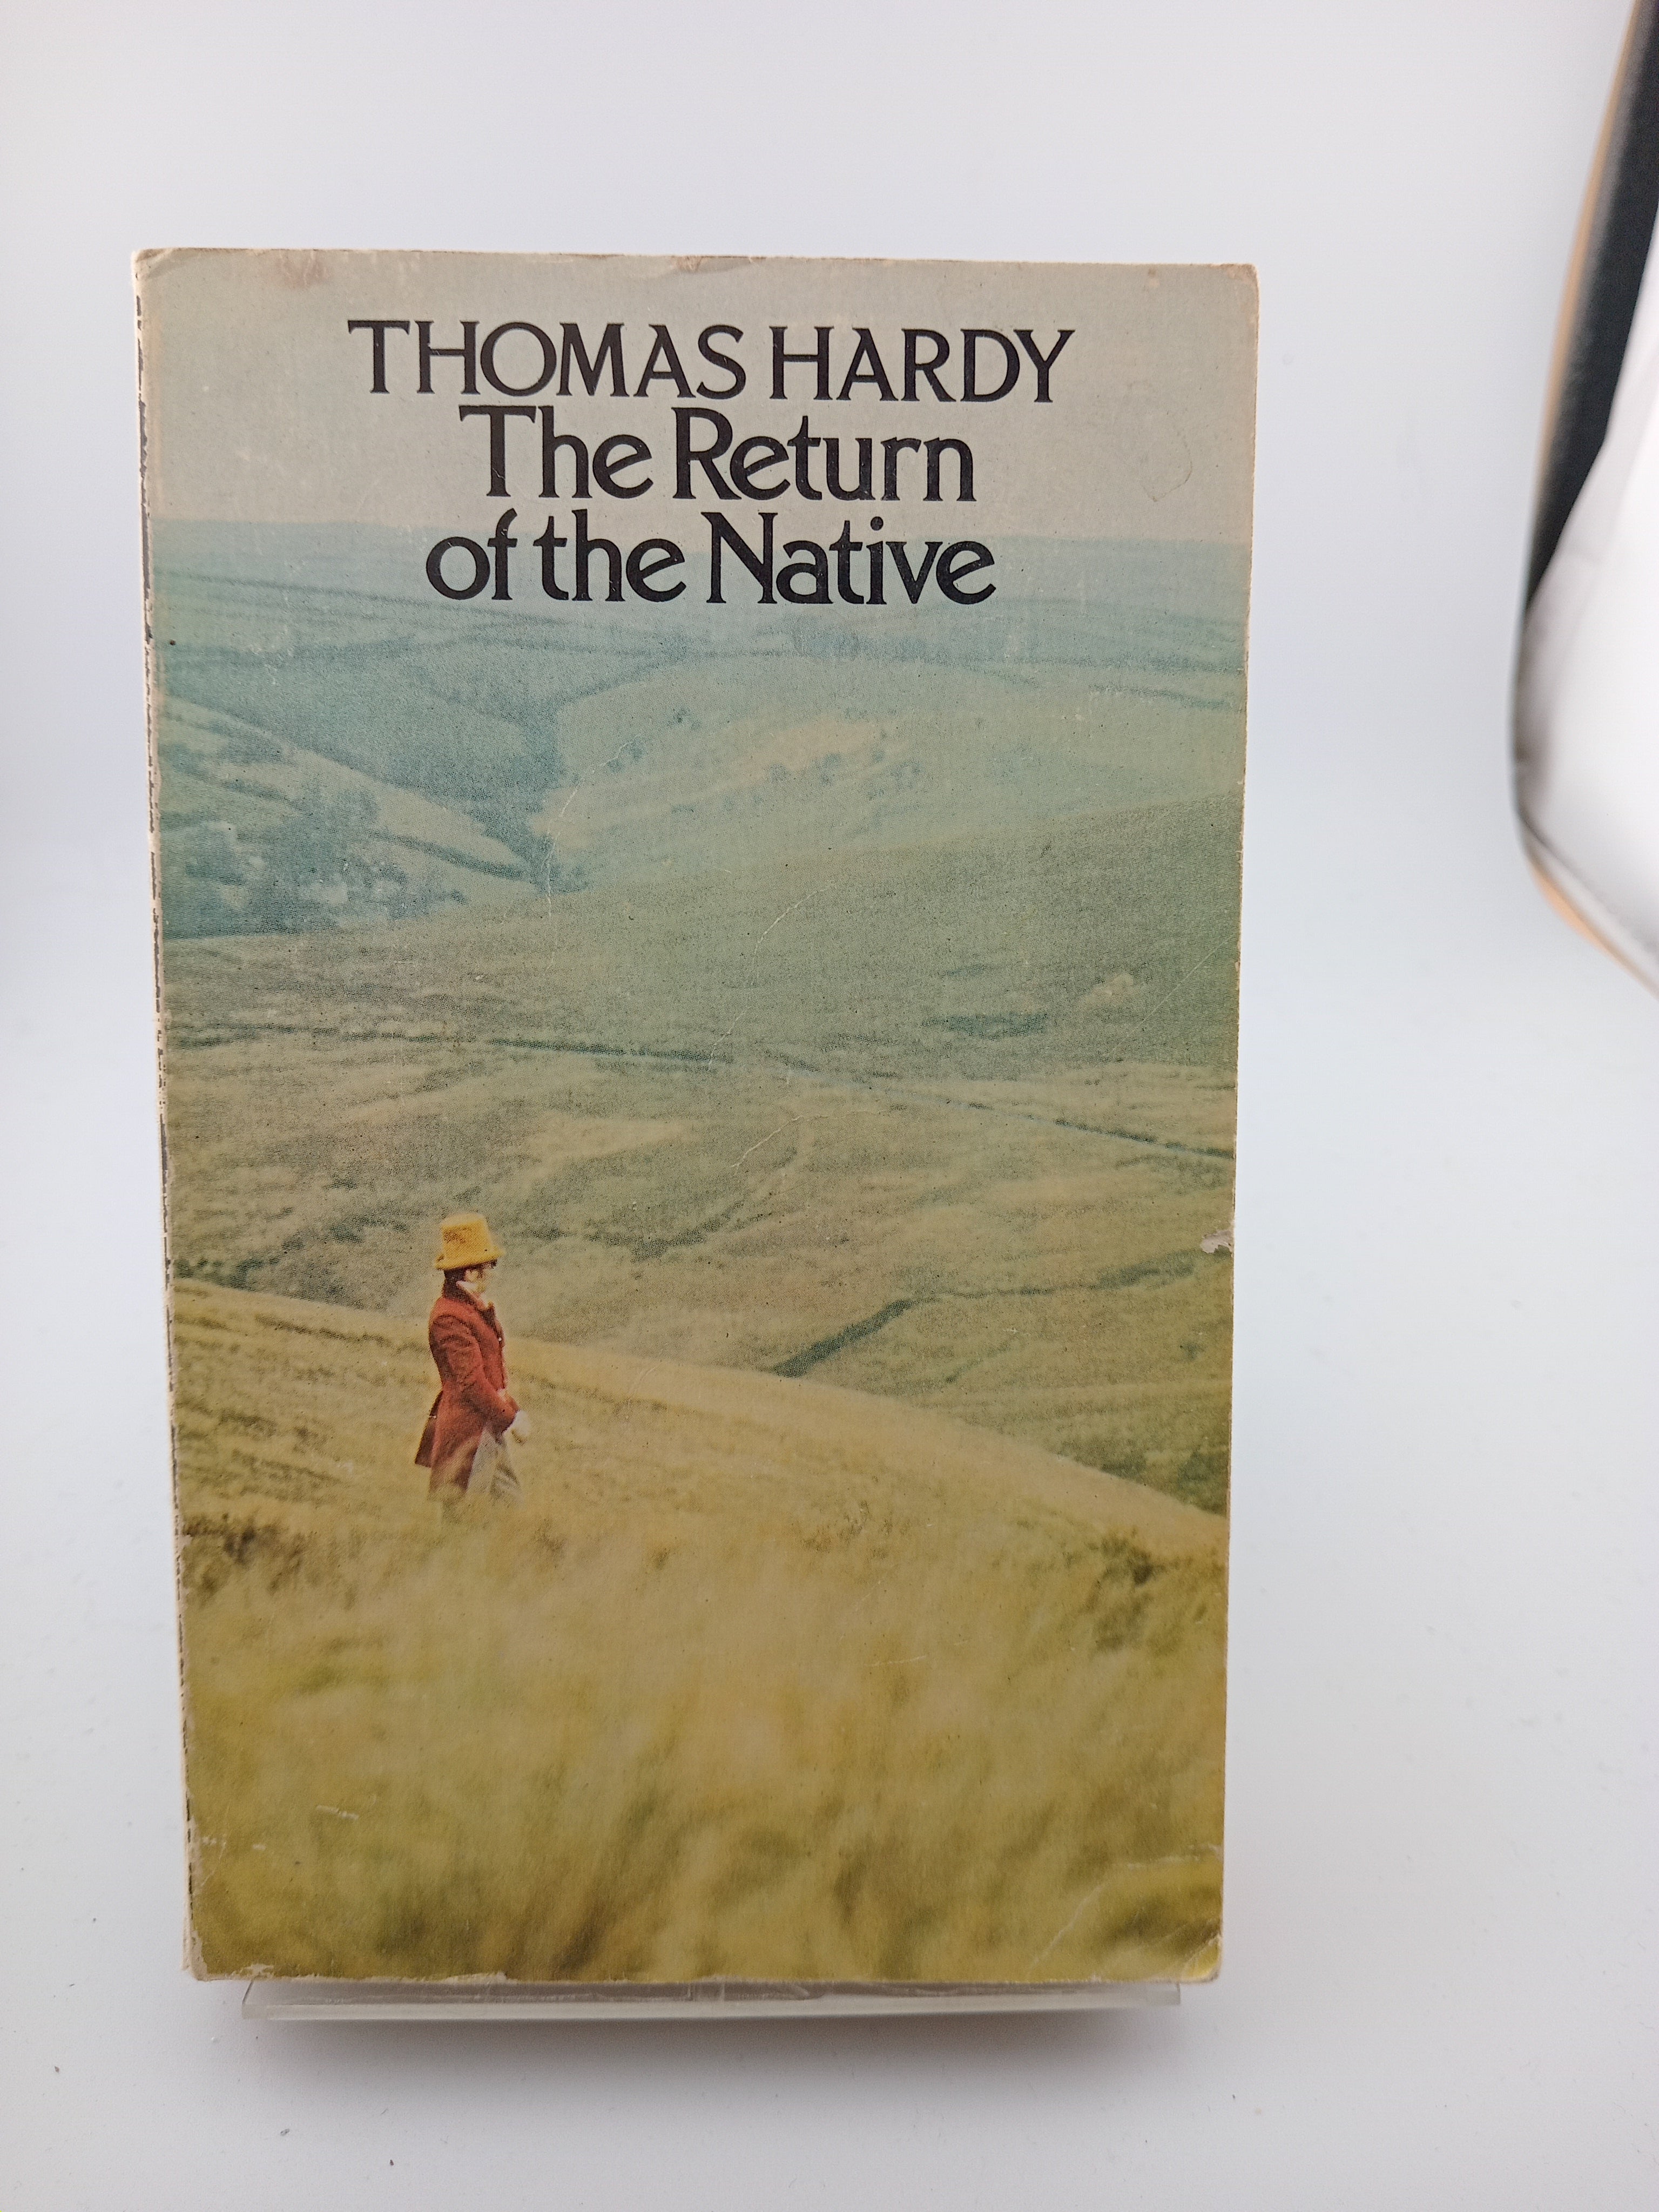 THOMAS HARDY
The Return
of the Native